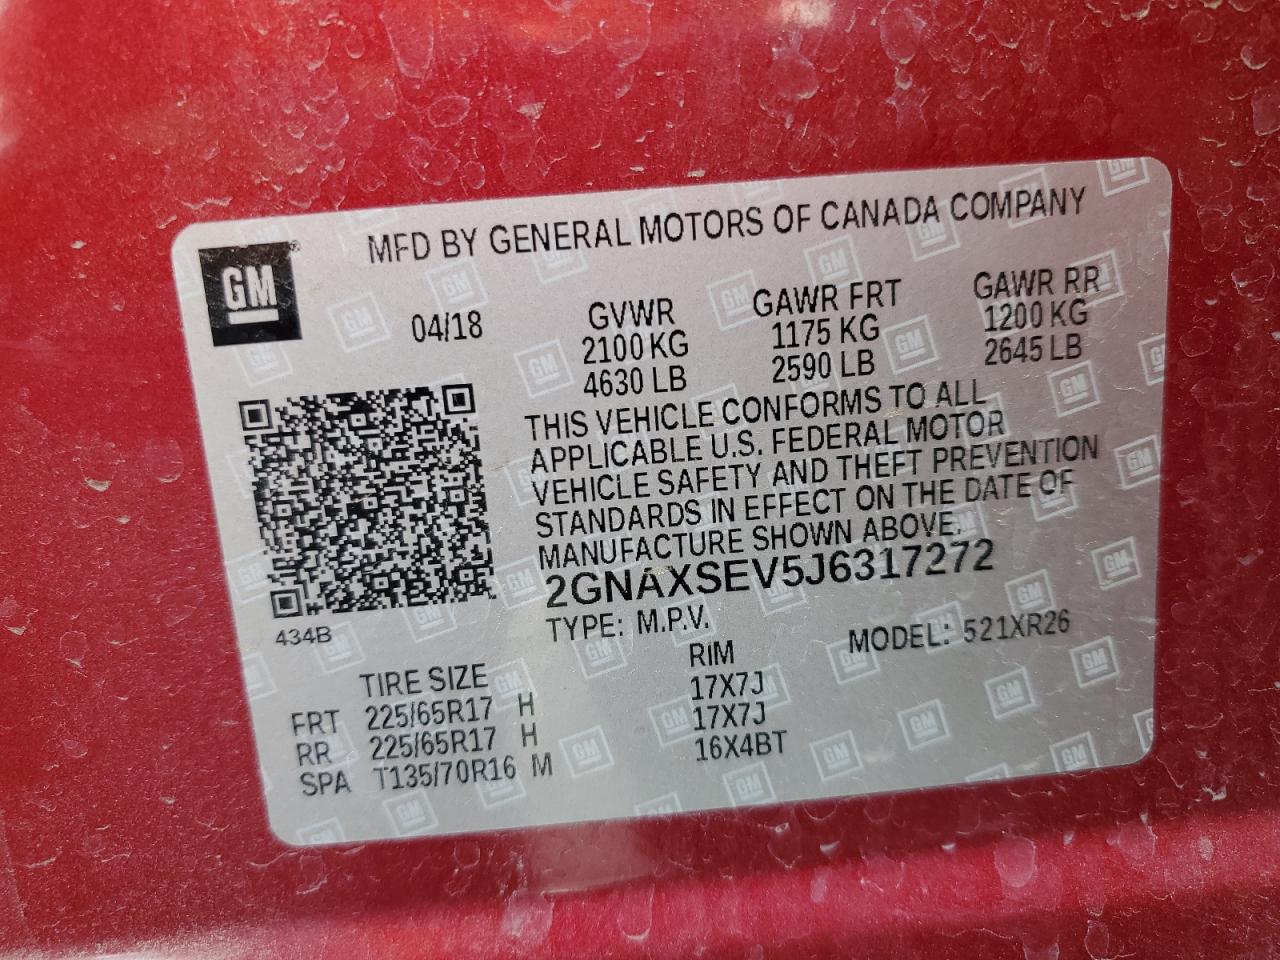 MFD BY GENERAL MOTORS OF CANADA COMPANY
GM
04/18
GVWR
2100 KG
4630 LB
GAWR FRT
1175 KG
2590 LB
GAWR RR
1200 KG
2645 LB
THIS VEHICLE CONFORMS TO ALL
APPLICABLE U.S. FEDERAL MOTOR
VEHICLE SAFETY AND THEFT PREVENTION
STANDARDS IN EFFECT ON THE DATE OF
MANUFACTURE SHOWN ABOVE.
2GNAXSEV5J6317272
TYPE: M.P.V.
MODEL: 521XR26
434B
TIRE SIZE RIM
FRT 225/65R17 H 17X7J
RR 225/65R17 H 17X7J
SPA T135/70R16 M 16X4BT